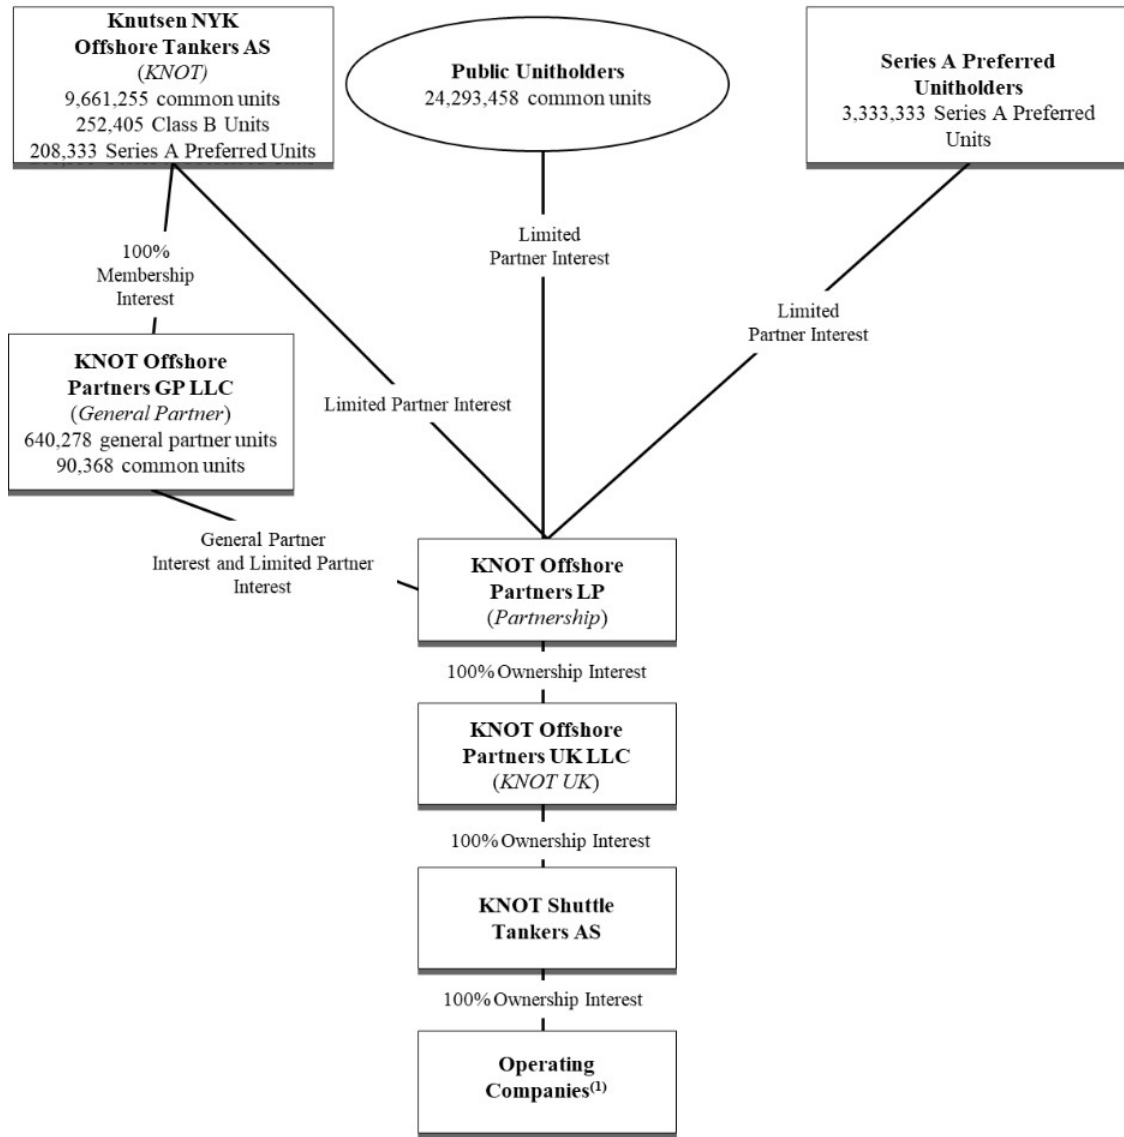 Knutsen NYK
Offshore Tankers AS
(KNOT)
9,661,255 common units
252,405 Class B Units
208,333 Series A Preferred Units
Public Unitholders
24,293,458 common units
Series A Preferred
Unitholders
3,333,333 Series A Preferred
Units
100%
Membership
Interest
Limited
Partner Interest
Limited
Partner Interest
Limited Partner Interest
KNOT Offshore
Partners GP LLC
(General Partner)
640,278 general partner units
90,368 common units
General Partner
Interest and Limited Partner
Interest
KNOT Offshore
Partners LP
(Partnership)
100% Ownership Interest
KNOT Offshore
Partners UK LLC
(KNOT UK)
100% Ownership Interest
KNOT Shuttle
Tankers AS
100% Ownership Interest
Operating
Companies(1)